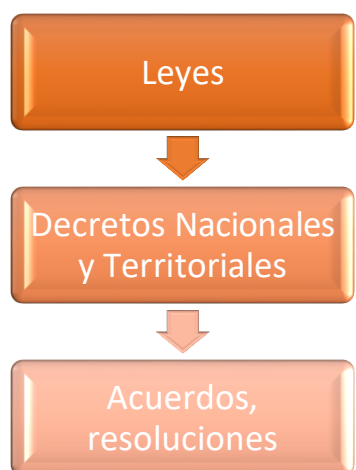 Leyes
Decretos Nacionales
y Territoriales
Acuerdos,
resoluciones